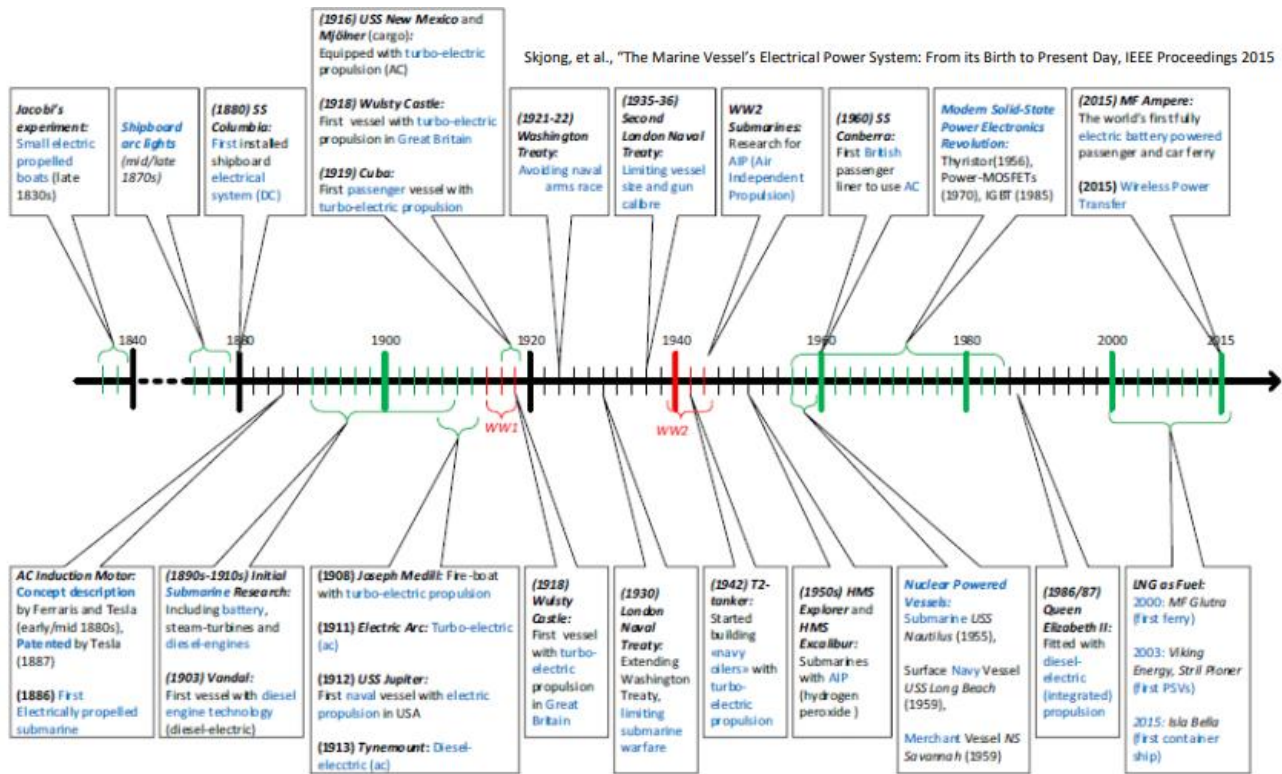 Skjong, et al., "The Marine Vessel's Electrical Power System: From its Birth to Present Day, IEEE Proceedings 2015
Jacobi's
experiment:
Small electric
propelled
boats (late
1830s)
Shipboard
arc lights
(mid/late
1870s)
(1880) SS
Columbia:
First installed
shipboard
electrical
system (DC)
(1916) USS New Mexico and
Mjölner (cargo):
Equipped with turbo-electric
propulsion (AC)
(1918) Wulsty Castle:
First vessel with turbo-electric
propulsion in Great Britain
(1919) Cuba:
First passenger vessel with
turbo-electric propulsion
(1921-22)
Washington
Treaty:
Avoiding naval
arms race
(1935-36)
Second
London Naval
Treaty:
Limiting vessel
size and gun
calibre
WW2
Submarines:
Research for
AIP (Air
Independent
Propulsion)
(1960) SS
Canberra:
First British
passenger
liner to use AC
Modern Solid-State
Power Electronics
Revolution:
Thyristor(1956),
Power-MOSFETs
(1970), IGBT (1985)
(2015) MF Ampere:
The world's first fully
electric battery powered
passenger and car ferry
(2015) Wireless Power
Transfer
1840
1880
1900
1920
1940
1960
1980
2000
2015
WW1
WW2
AC Induction Motor:
Concept description
by Ferraris and Tesla
(early/mid 1880s),
Patented by Tesla
(1887)
(1886) First
Electrically propelled
submarine
(1890s-1910s) Initial
Submarine Research:
Including battery,
steam-turbines and
diesel-engines
(1903) Vandal:
First vessel with diesel
engine technology
(diesel-electric)
(1908) Joseph Medill: Fire-boat
with turbo-electric propulsion
(1911) Electric Arc: Turbo-electric
(ac)
(1912) USS Jupiter:
First naval vessel with electric
propulsion in USA
(1913) Tynemount: Diesel-
elecctric (ac)
(1918)
Wulsty
Castle:
First vessel
with turbo-
electric
propulsion
in Great
Britain
(1930)
London
Naval
Treaty:
Extending
Washington
Treaty,
limiting
submarine
warfare
(1942) T2-
tanker:
Started
building
«navy
oilers» with
turbo-
electric
propulsion
(1950s) HMS
Explorer and
HMS
Excalibur:
Submarines
with AIP
(hydrogen
peroxide )
Nuclear Powered
Vessels:
Submarine USS
Nautilus (1955),
Surface Navy Vessel
USS Long Beach
(1959),
Merchant Vessel NS
Savannah (1959)
(1986/87)
Queen
Elizabeth II:
Fitted with
diesel-
electric
(integrated)
propulsion
LNG as Fuel:
2000: MF Glutra
(first ferry)
2003: Viking
Energy, Stril Pioner
(first PSVs)
2015: Isla Bella
(first container
ship)